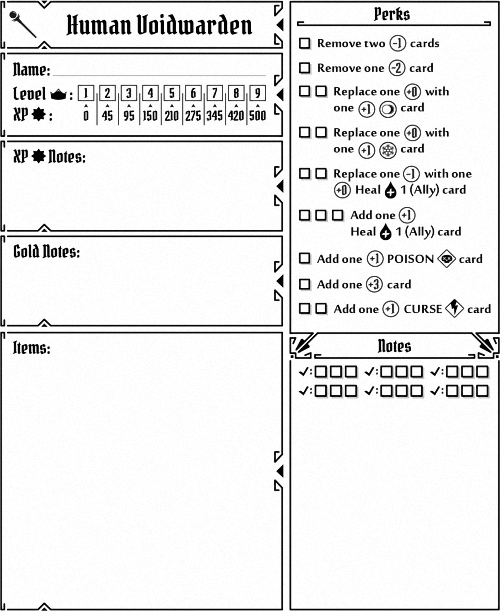 Human Voidwarden
Name:
Level : 1 2 3 4 5 6 7 8 9
XP : 0 45 95 150 210 275 345 420 500
XP Notes:
Gold Notes:
Items:
Perks
Remove two -1 cards
Remove one -2 card
Replace one +0 with
one +1 card
Replace one +0 with
one +1 card
Replace one -1 with one
+0 Heal 1 (Ally) card
Add one +1
Heal 1 (Ally) card
Add one +1 POISON card
Add one +3 card
Add one +1 CURSE card
Notes